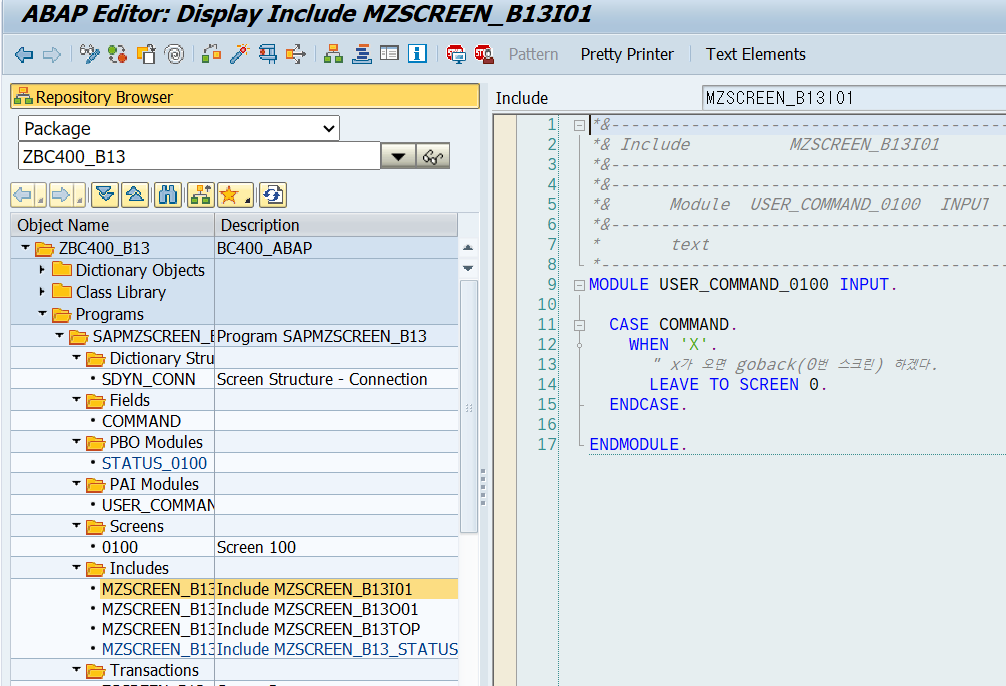 ABAP Editor: Display Include MZSCREEN_B13I01
Pattern Pretty Printer Text Elements
Repository Browser
Package
ZBC400_B13
Object Name Description
ZBC400_B13 BC400_ABAP
Dictionary Objects
Class Library
Programs
SAPMZSCREEN_B Program SAPMZSCREEN_B13
Dictionary Stru
SDYN_CONN Screen Structure - Connection
Fields
COMMAND
PBO Modules
STATUS_0100
PAI Modules
USER_COMMAN
Screens
0100 Screen 100
Includes
MZSCREEN_B13 Include MZSCREEN_B13I01
MZSCREEN_B13 Include MZSCREEN_B13O01
MZSCREEN_B13 Include MZSCREEN_B13TOP
MZSCREEN_B13 Include MZSCREEN_B13_STATUS
Transactions
Include MZSCREEN_B13I01
1 *&---------------------------------------------
2 *& Include MZSCREEN_B13I01
3 *&---------------------------------------------
4 *&---------------------------------------------
5 *& Module USER_COMMAND_0100 INPUT
6 *&---------------------------------------------
7 * text
8 *----------------------------------------------
9 MODULE USER_COMMAND_0100 INPUT.
10
11 CASE COMMAND.
12 WHEN 'X'.
13 " x가 오면 goback(0번 스크린) 하겠다.
14 LEAVE TO SCREEN 0.
15 ENDCASE.
16
17 ENDMODULE.